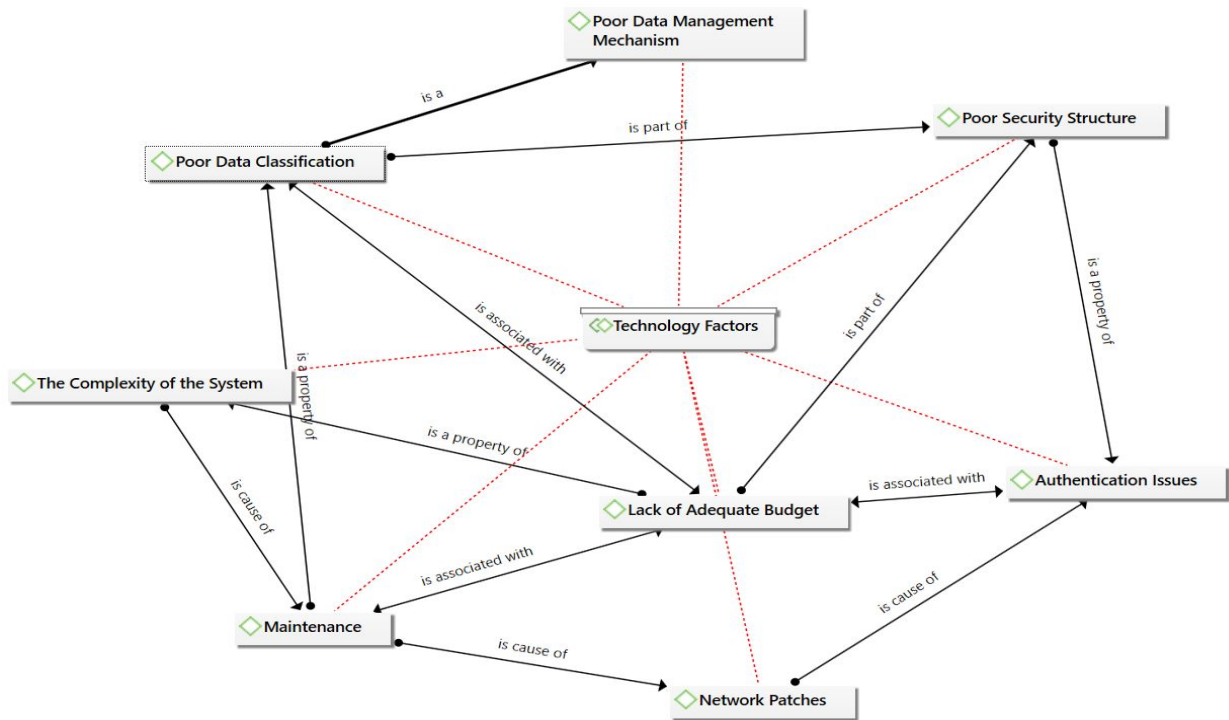 Poor Data Management
Mechanism
is a
is part of
Poor Security Structure
Poor Data Classification
is associated with
is part of
is a property of
Technology Factors
The Complexity of the System
is a property of
is a property of
is cause of
is associated with
Authentication Issues
Lack of Adequate Budget
is associated with
is cause of
Maintenance
is cause of
Network Patches